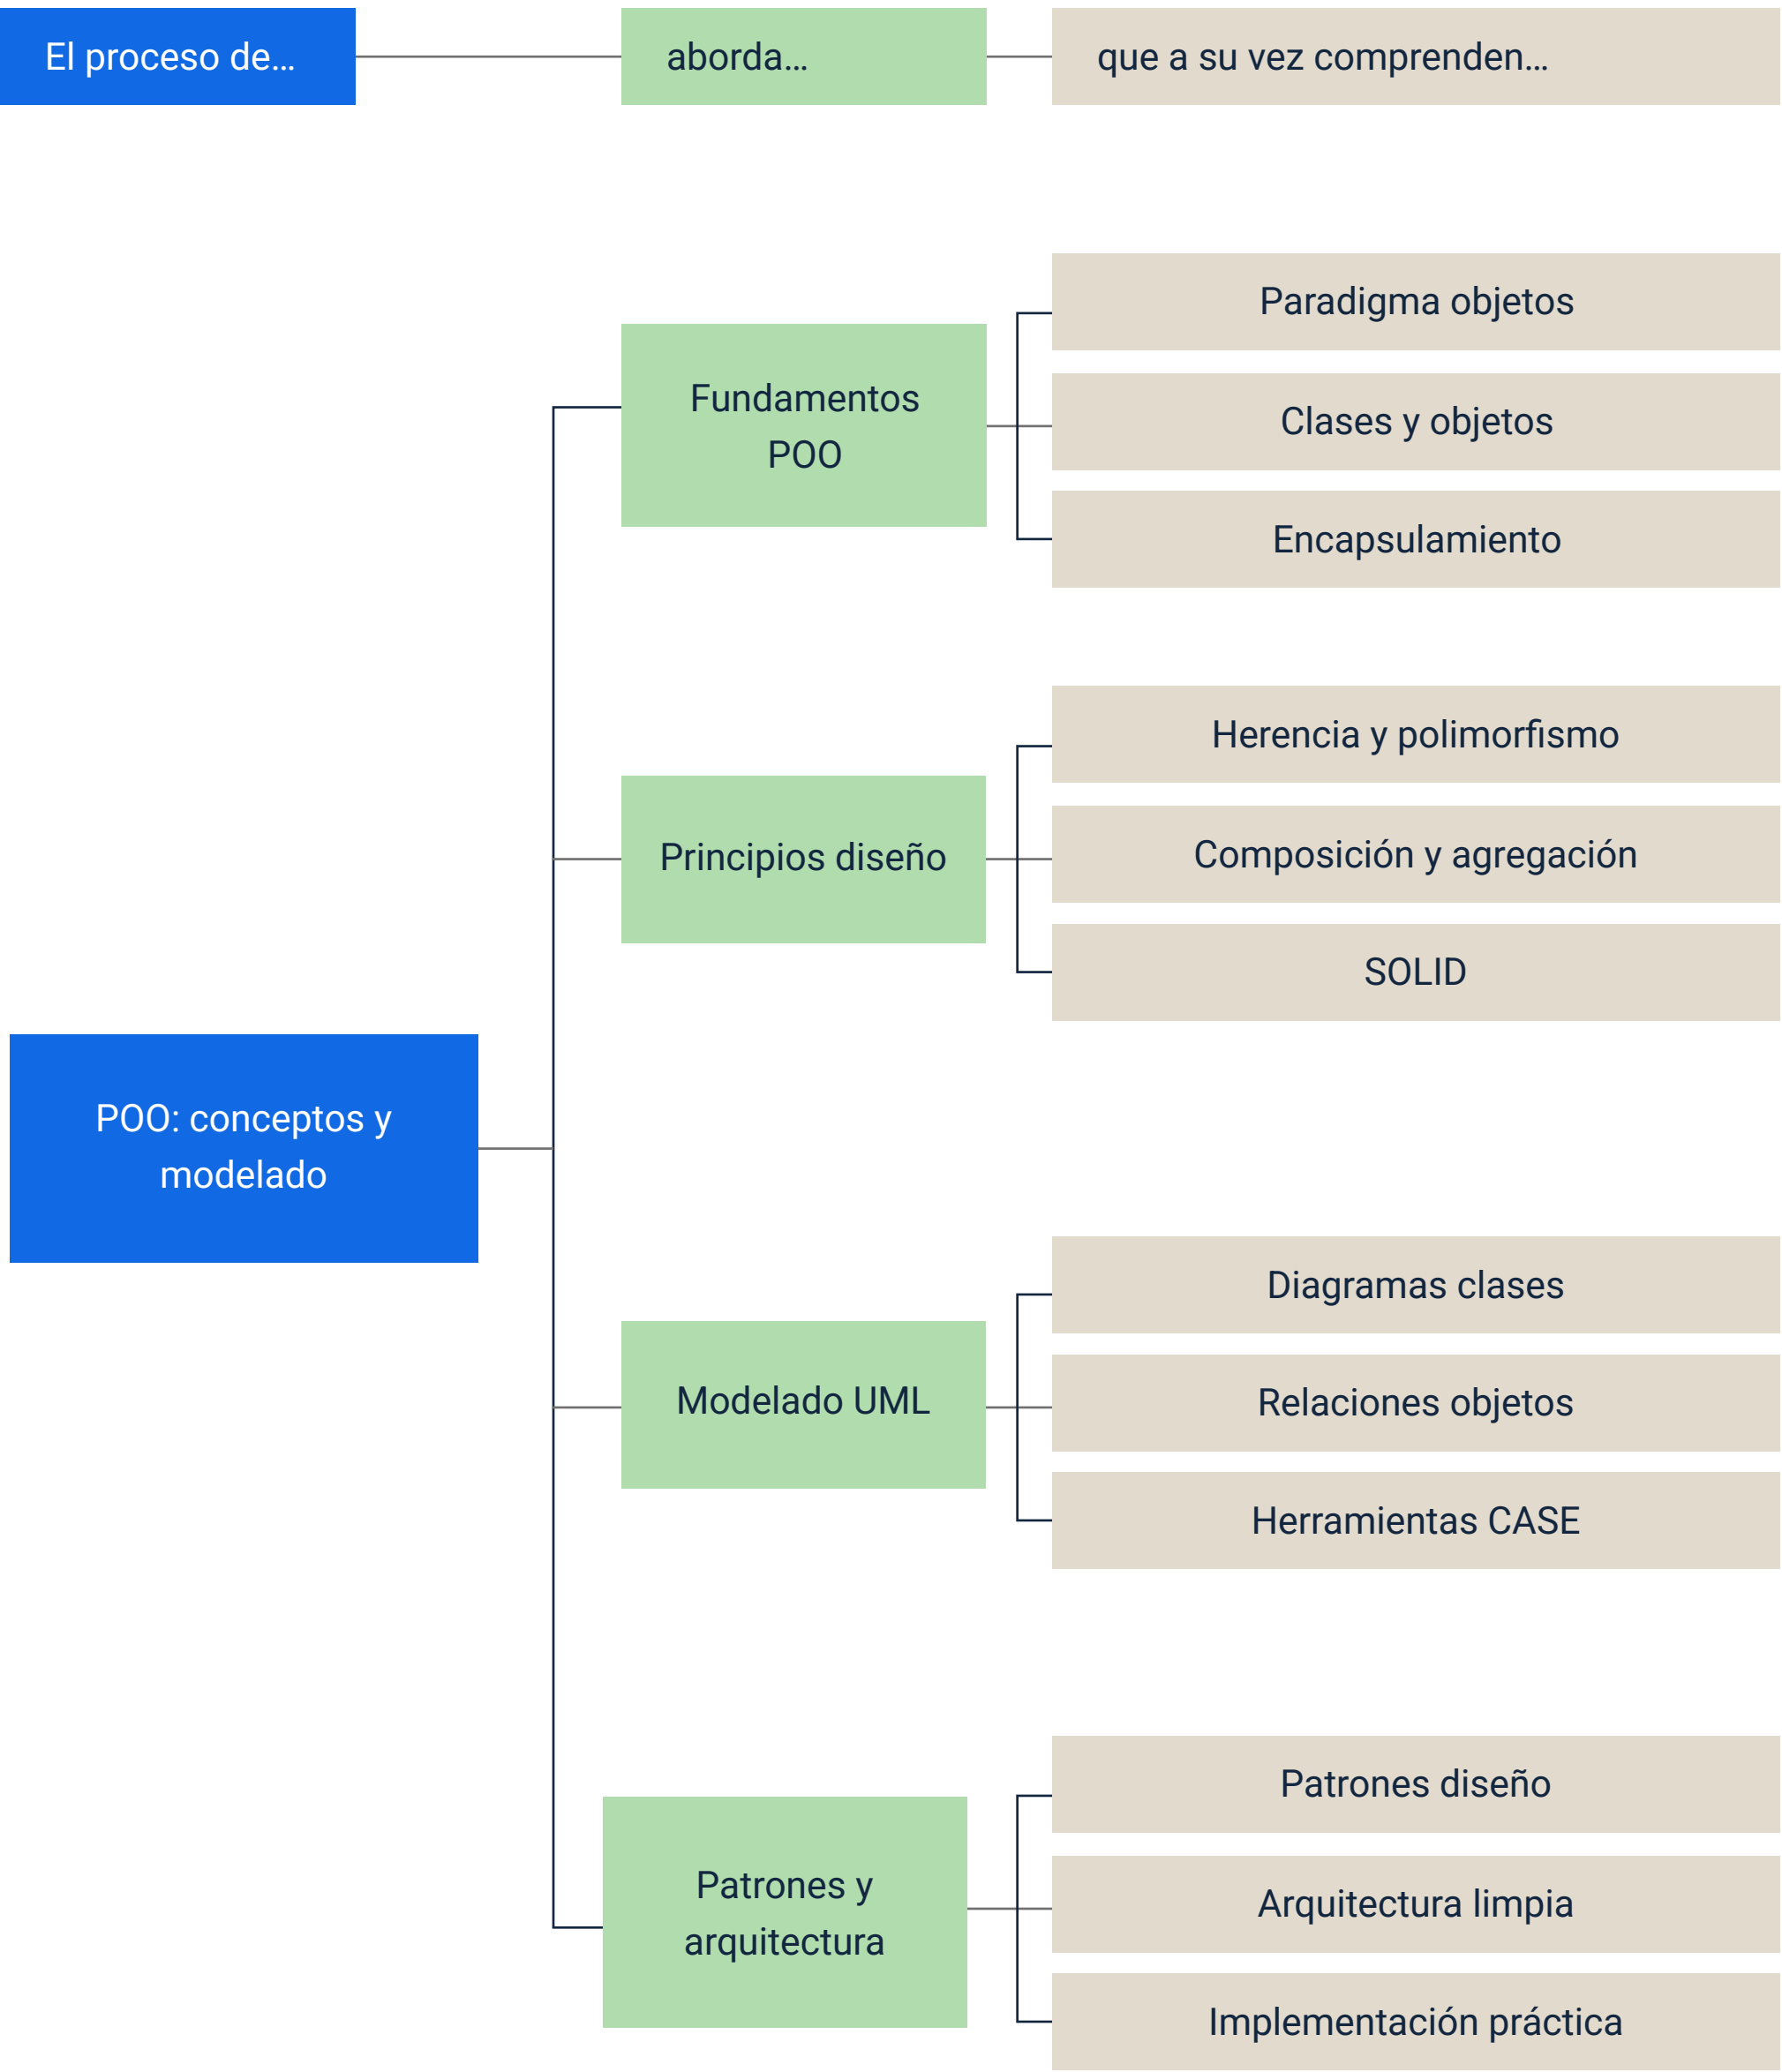 El proceso de...
aborda...
que a su vez comprenden...
Fundamentos
POO
Paradigma objetos
Clases y objetos
Encapsulamiento
Principios diseño
Herencia y polimorfismo
Composición y agregación
SOLID
POO: conceptos y
modelado
Modelado UML
Diagramas clases
Relaciones objetos
Herramientas CASE
Patrones y
arquitectura
Patrones diseño
Arquitectura limpia
Implementación práctica